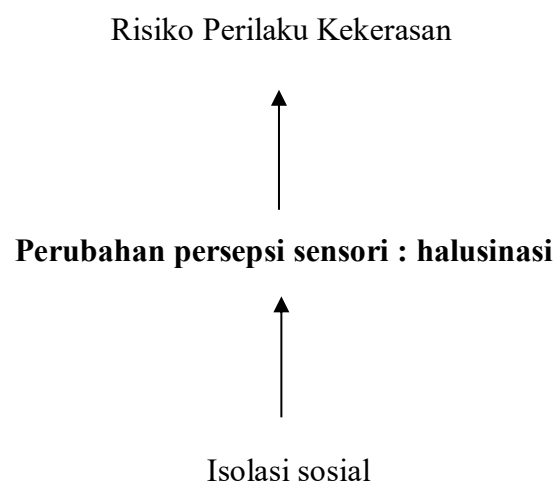 Risiko Perilaku Kekerasan
Perubahan persepsi sensori : halusinasi
Isolasi sosial